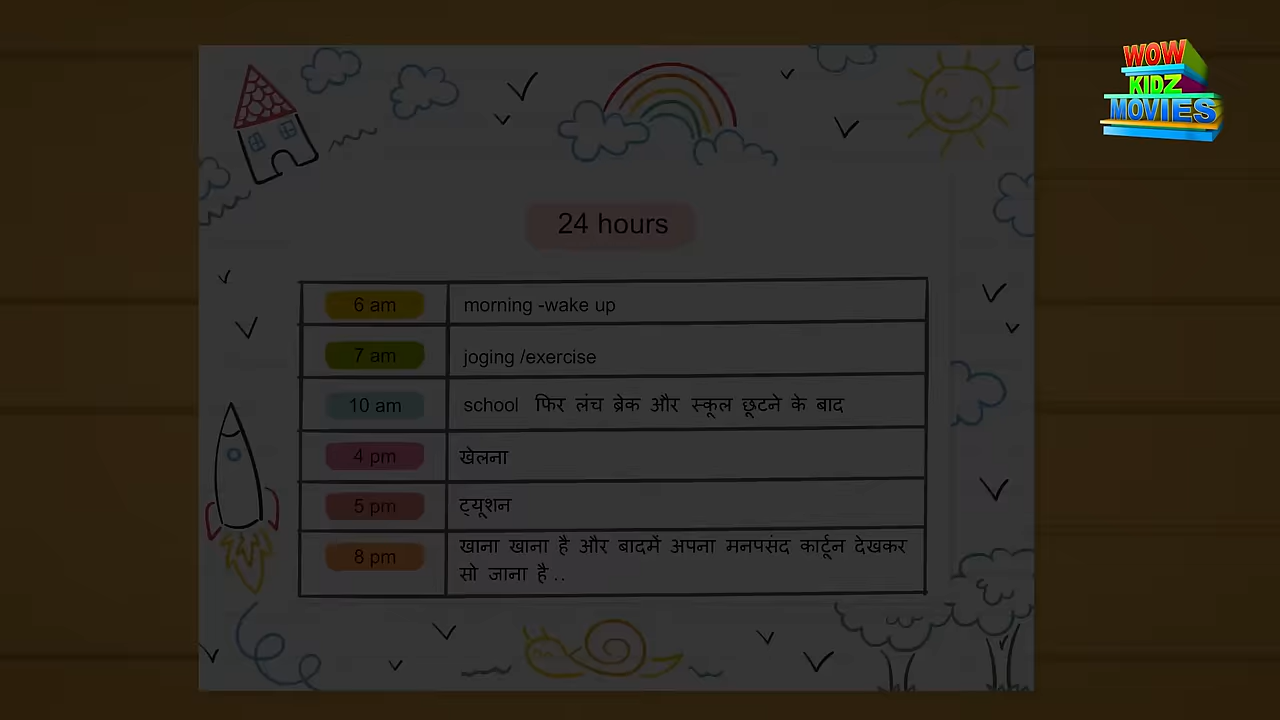 WOW
KIDZ
MOVIES
24 hours
6 am morning -wake up
7 am joging /exercise
10 am school फिर लंच ब्रेक और स्कूल छूटने के बाद
4 pm खेलना
5 pm ट्यूशन
8 pm खाना खाना है और बादमें अपना मनपसंद कार्टून देखकर
सो जाना है ..